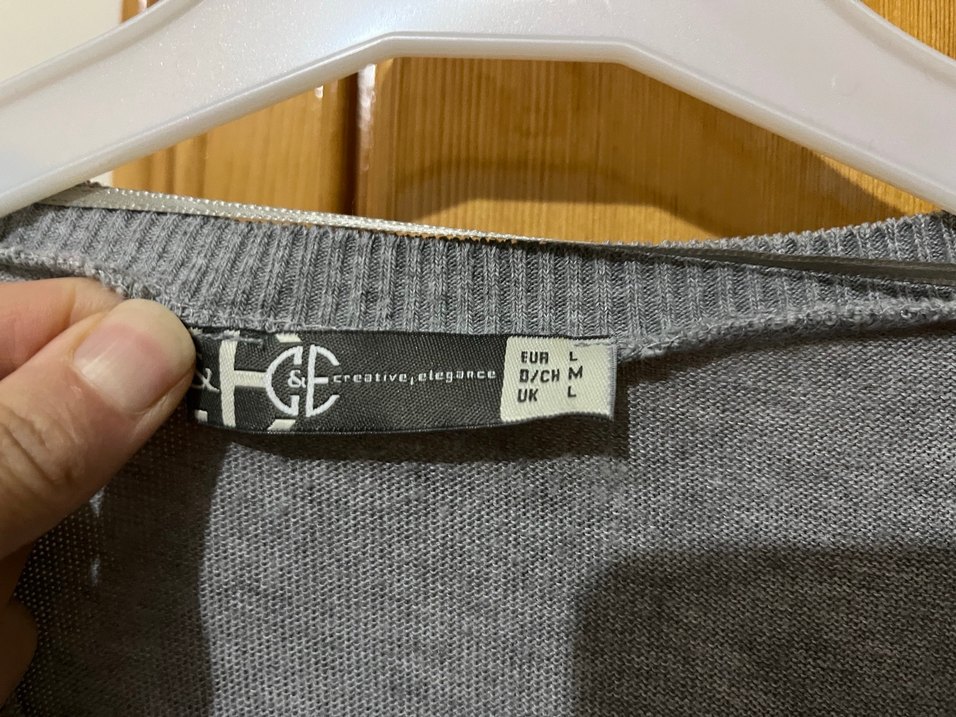 &
H C&E creative,elegance
EUR L
D/CH M
UK L